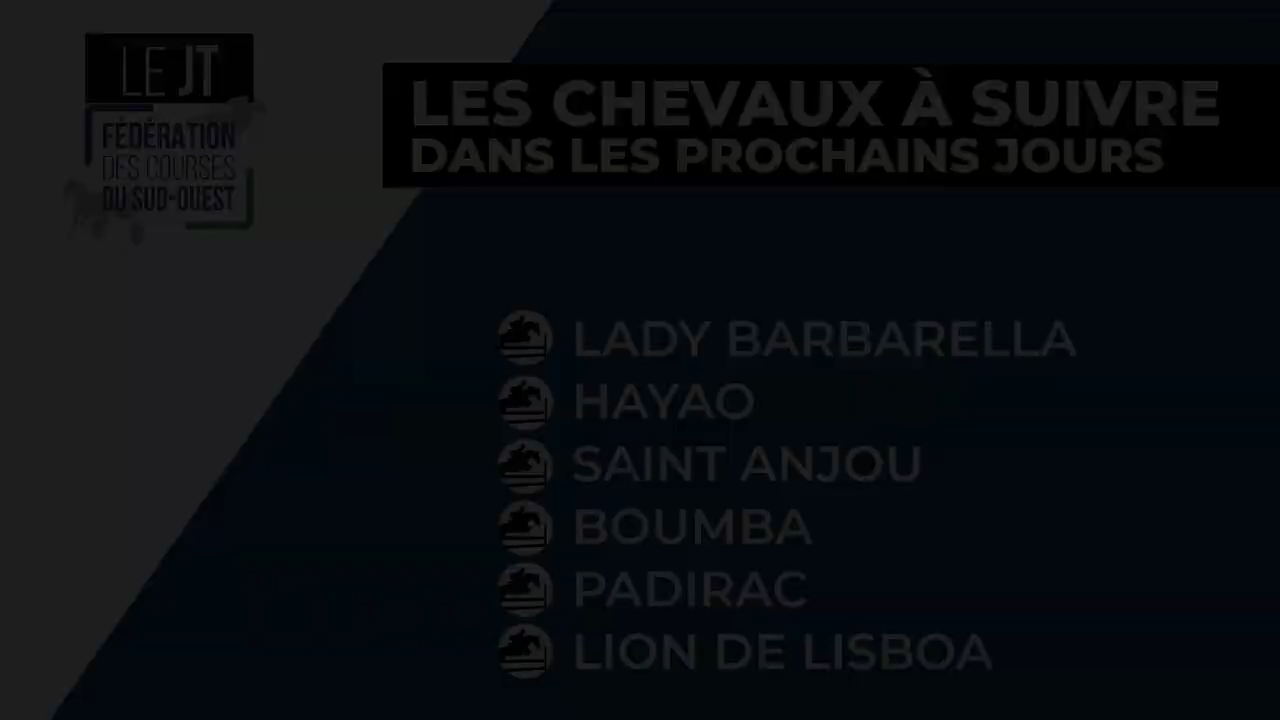 LE JT
FÉDÉRATION
DES COURSES
DU SUD-OUEST
LES CHEVAUX À SUIVRE
DANS LES PROCHAINS JOURS
LADY BARBARELLA
HAYAO
SAINT ANJOU
BOUMBA
PADIRAC
LION DE LISBOA